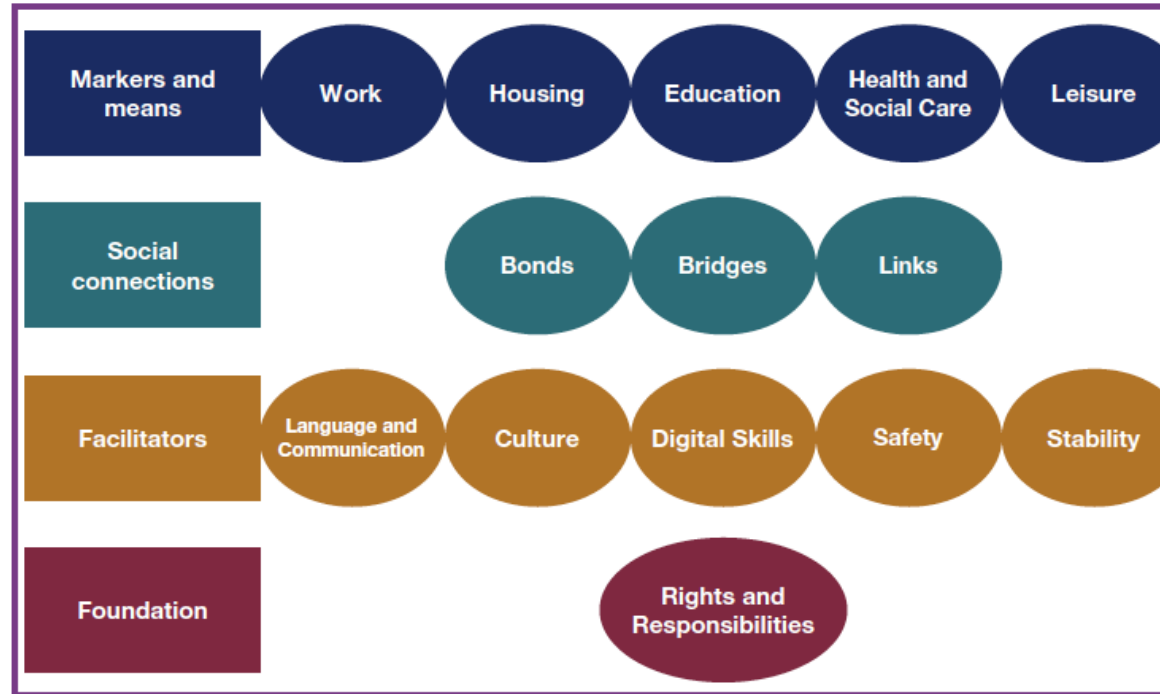 Markers and
means
Work
Housing
Education
Health and
Social Care
Leisure
Social
connections
Bonds
Bridges
Links
Facilitators
Language and
Communication
Culture
Digital Skills
Safety
Stability
Foundation
Rights and
Responsibilities